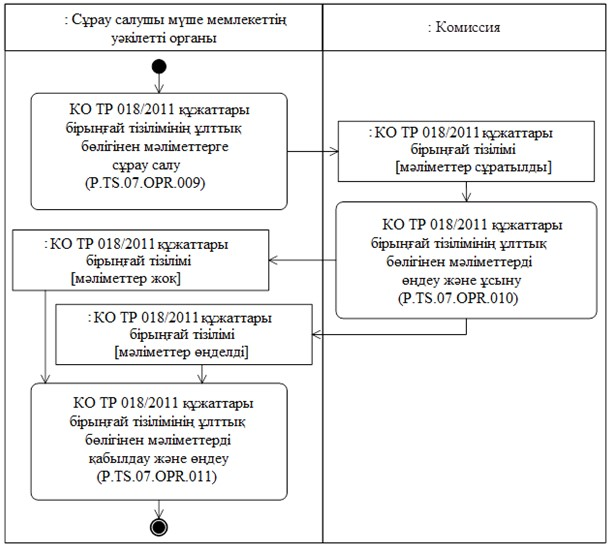 : Сұрау салушы мүше мемлекеттің
уәкілетті органы
: Комиссия
КО ТР 018/2011 құжаттары
бірыңғай тізілімінің ұлттық
бөлігінен мәліметтерге
сұрау салу
(P.TS.07.OPR.009)
: КО ТР 018/2011 құжаттары
бірыңғай тізілімі
[мәліметтер сұратылды]
КО ТР 018/2011 құжаттары
бірыңғай тізілімінің ұлттық
бөлігінен мәліметтерді
өңдеу және ұсыну
(P.TS.07.OPR.010)
: КО ТР 018/2011 құжаттары
бірыңғай тізілімі
[мәліметтер жоқ]
: КО ТР 018/2011 құжаттары
бірыңғай тізілімі
[мәліметтер өңделді]
КО ТР 018/2011 құжаттары
бірыңғай тізілімінің ұлттық
бөлігінен мәліметтерді
қабылдау және өңдеу
(P.TS.07.OPR.011)